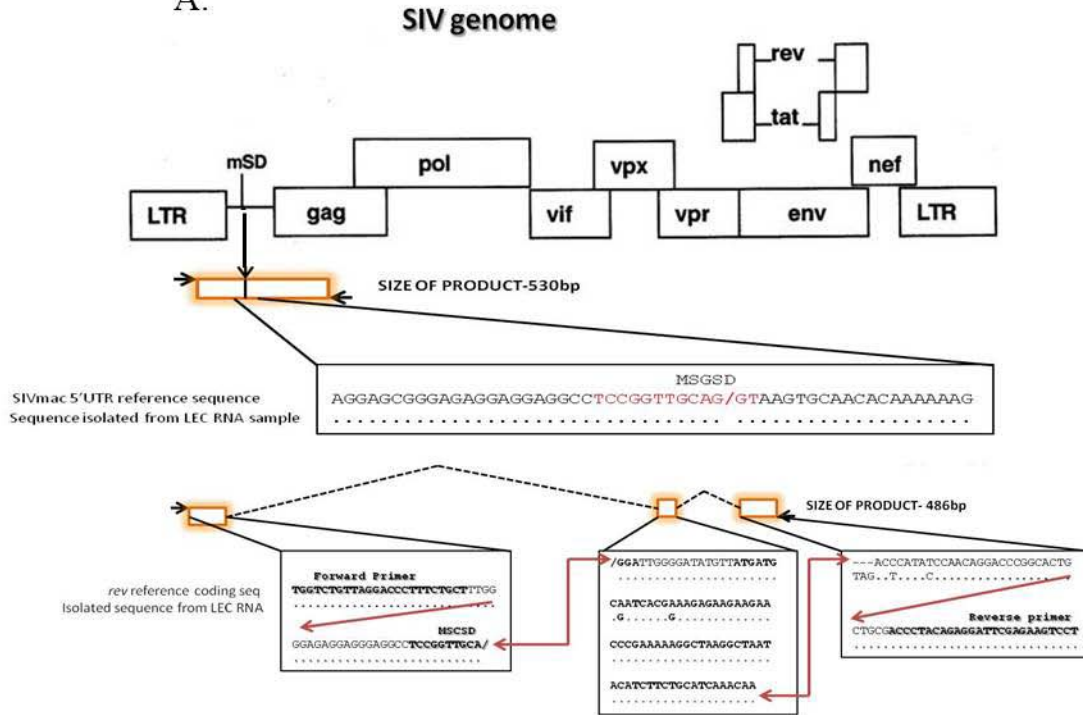 A.
SIV genome
rev
tat
mSD
pol
vpx
nef
LTR
gag
vif
vpr
env
LTR
SIZE OF PRODUCT-530bp
MSGSD
SIVmac 5'UTR reference sequence
AGGAGCGGGAGAGGAGGAGGCCTCCGGTTGCAG/GTAAGTGCAACACAAAAAAG
Sequence isolated from LEC RNA sample
SIZE OF PRODUCT- 486bp
rev reference coding seq
Isolated sequence from LEC RNA
Forward Primer
TGGTCTGTTAGGACCCTTTCTGCTTTGG
MSCSD
GGAGAGGAGGGAGGCCTCCGGTTGCA/
/GGATTGGGGATATGTTATGATG
CAATCACGAAAGAGAAGAAGAA
.G......G.............
CCCGAAAAAGGCTAAGGCTAAT
ACATCTTCTGCATCAAACAA
---ACCCATATCCAACAGGACCCGGCACTG
TAG..T....C
Reverse primer
CTGCGACCCTACAGAGGATTCGAGAAGTCCT